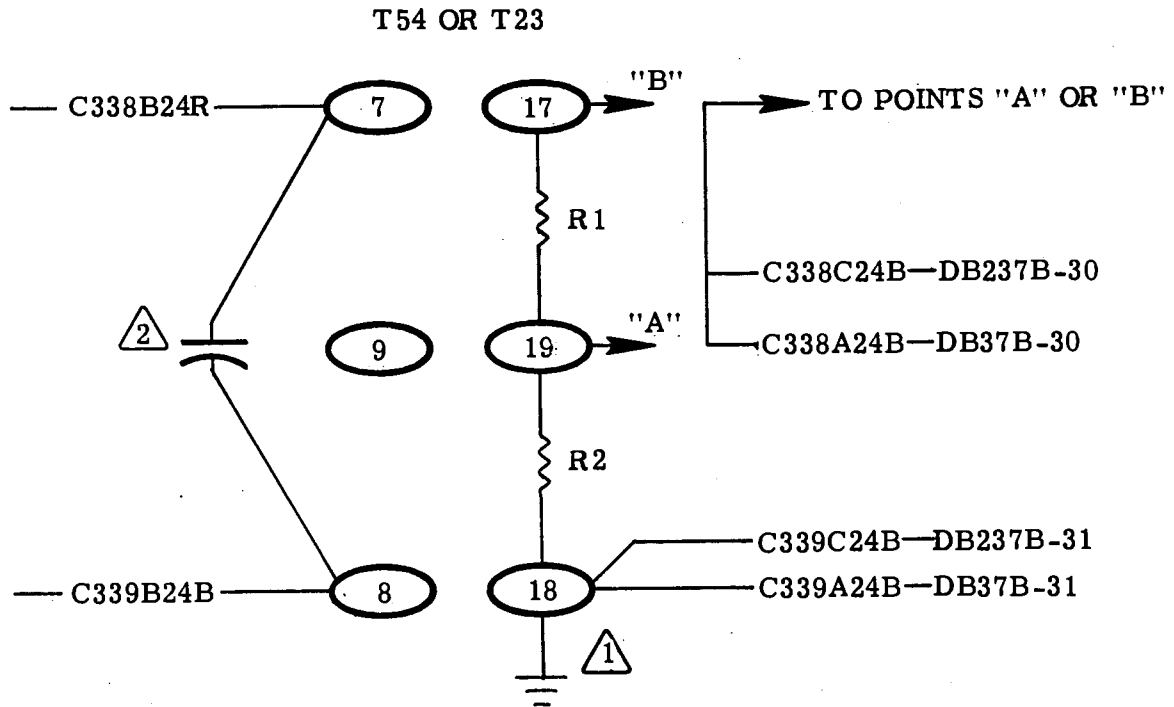 T54 OR T23
C338B24R 7 17 "B" TO POINTS "A" OR "B"
R1
C338C24B—DB237B-30
2 9 19 "A" C338A24B—DB37B-30
R2
C339C24B—DB237B-31
C339B24B 8 18 C339A24B—DB37B-31
1